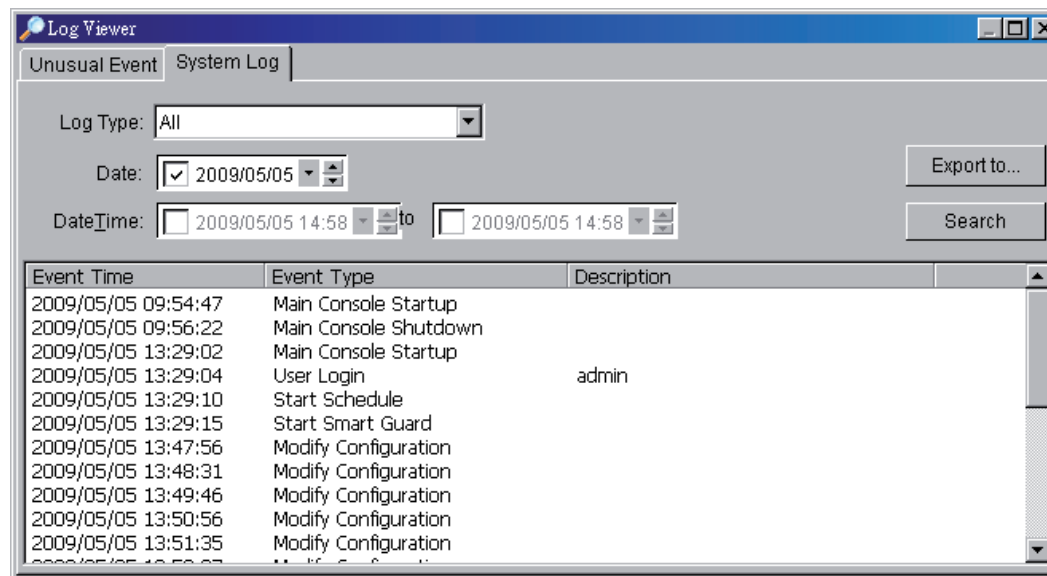 Log Viewer
Unusual Event System Log
Log Type: All
Date: 2009/05/05
DateTime: 2009/05/05 14:58 to 2009/05/05 14:58
Export to...
Search
Event Time Event Type Description
2009/05/05 09:54:47 Main Console Startup
2009/05/05 09:56:22 Main Console Shutdown
2009/05/05 13:29:02 Main Console Startup
2009/05/05 13:29:04 User Login admin
2009/05/05 13:29:10 Start Schedule
2009/05/05 13:29:15 Start Smart Guard
2009/05/05 13:47:56 Modify Configuration
2009/05/05 13:48:31 Modify Configuration
2009/05/05 13:49:46 Modify Configuration
2009/05/05 13:50:56 Modify Configuration
2009/05/05 13:51:35 Modify Configuration